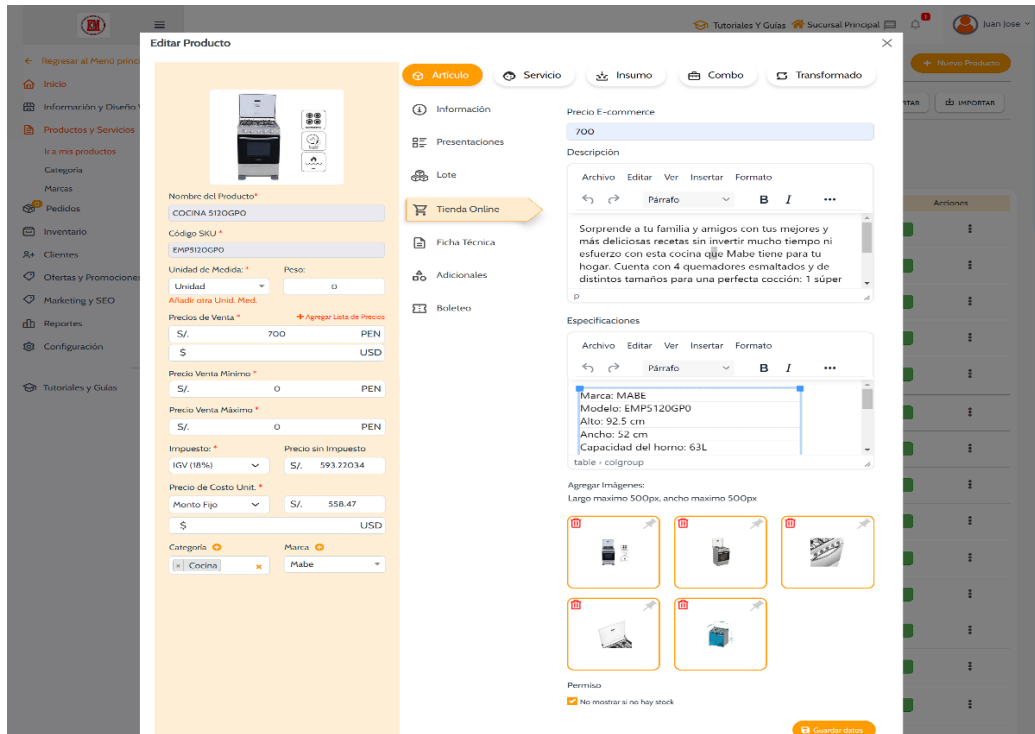 EM
Tutoriales Y Guías
Sucursal Principal
1
Juan Jose
Editar Producto
Regresar al Menú princ
Inicio
Información y Diseño
Productos y Servicios
Ir a mis productos
Categoría
Marcas
Pedidos
Inventario
Clientes
Ofertas y Promocione
Marketing y SEO
Reportes
Configuración
Tutoriales y Guías
+ Nuevo Producto
TAR
IMPORTAR
Acciones
Nombre del Producto*
COCINA 5120GP0
Código SKU *
EMP5120GP0
Unidad de Medida: * Peso:
Unidad 0
Añadir otra Unid. Med.
Precios de Venta * + Agregar Lista de Precios
S/. 700 PEN
$ USD
Precio Venta Mínimo *
S/. 0 PEN
Precio Venta Máximo *
S/. 0 PEN
Impuesto: * Precio sin Impuesto
IGV (18%) S/. 593.22034
Precio de Costo Unit. *
Monto Fijo S/. 558.47
$ USD
Categoría Marca
× Cocina × Mabe
Artículo Servicio Insumo Combo Transformado
Información
Presentaciones
Lote
Tienda Online
Ficha Técnica
Adicionales
Boleteo
Precio E-commerce
700
Descripción
Archivo Editar Ver Insertar Formato
Párrafo B I ...
Sorprende a tu familia y amigos con tus mejores y
más deliciosas recetas sin invertir mucho tiempo ni
esfuerzo con esta cocina que Mabe tiene para tu
hogar. Cuenta con 4 quemadores esmaltados y de
distintos tamaños para una perfecta cocción: 1 súper
p
Especificaciones
Archivo Editar Ver Insertar Formato
Párrafo B I ...
Marca: MABE
Modelo: EMP5120GP0
Alto: 92.5 cm
Ancho: 52 cm
Capacidad del horno: 63L
table › colgroup
Agregar Imágenes:
Largo maximo 500px, ancho maximo 500px
Permiso
No mostrar si no hay stock
Guardar datos